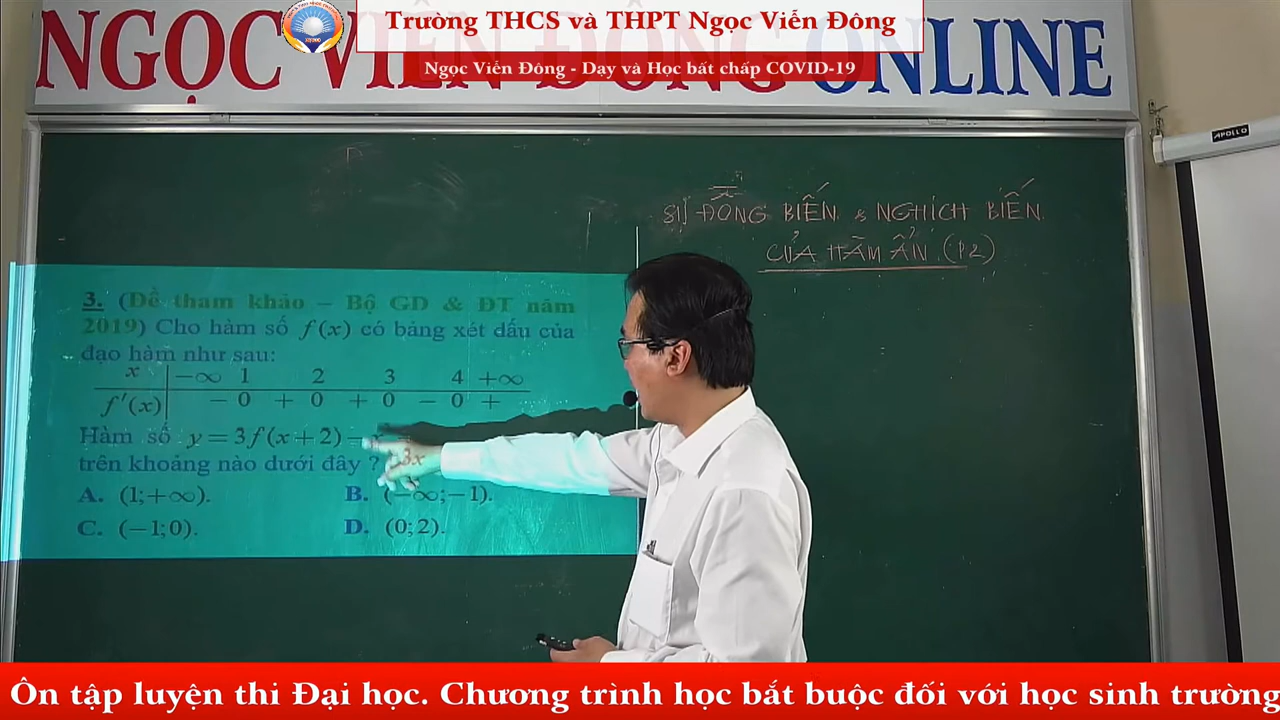 NGỌC VIỄN ĐÔNG ONLINE
Trường THCS và THPT Ngọc Viễn Đông
Ngọc Viễn Đông - Dạy và Học bất chấp COVID-19
APOLLO
SỰ ĐỒNG BIẾN & NGHỊCH BIẾN
CỦA HÀM ẨN (P2)
3. (Đề tham khảo – Bộ GD & ĐT năm
2019) Cho hàm số f(x) có bảng xét dấu của
đạo hàm như sau:
x −∞ 1 2 3 4 +∞
f'(x) − 0 + 0 + 0 − 0 +
Hàm số y = 3f(x+2) − 3x
trên khoảng nào dưới đây ?
A. (1;+∞). B. (−∞;−1).
C. (−1;0). D. (0;2).
Ôn tập luyện thi Đại học. Chương trình học bắt buộc đối với học sinh trường